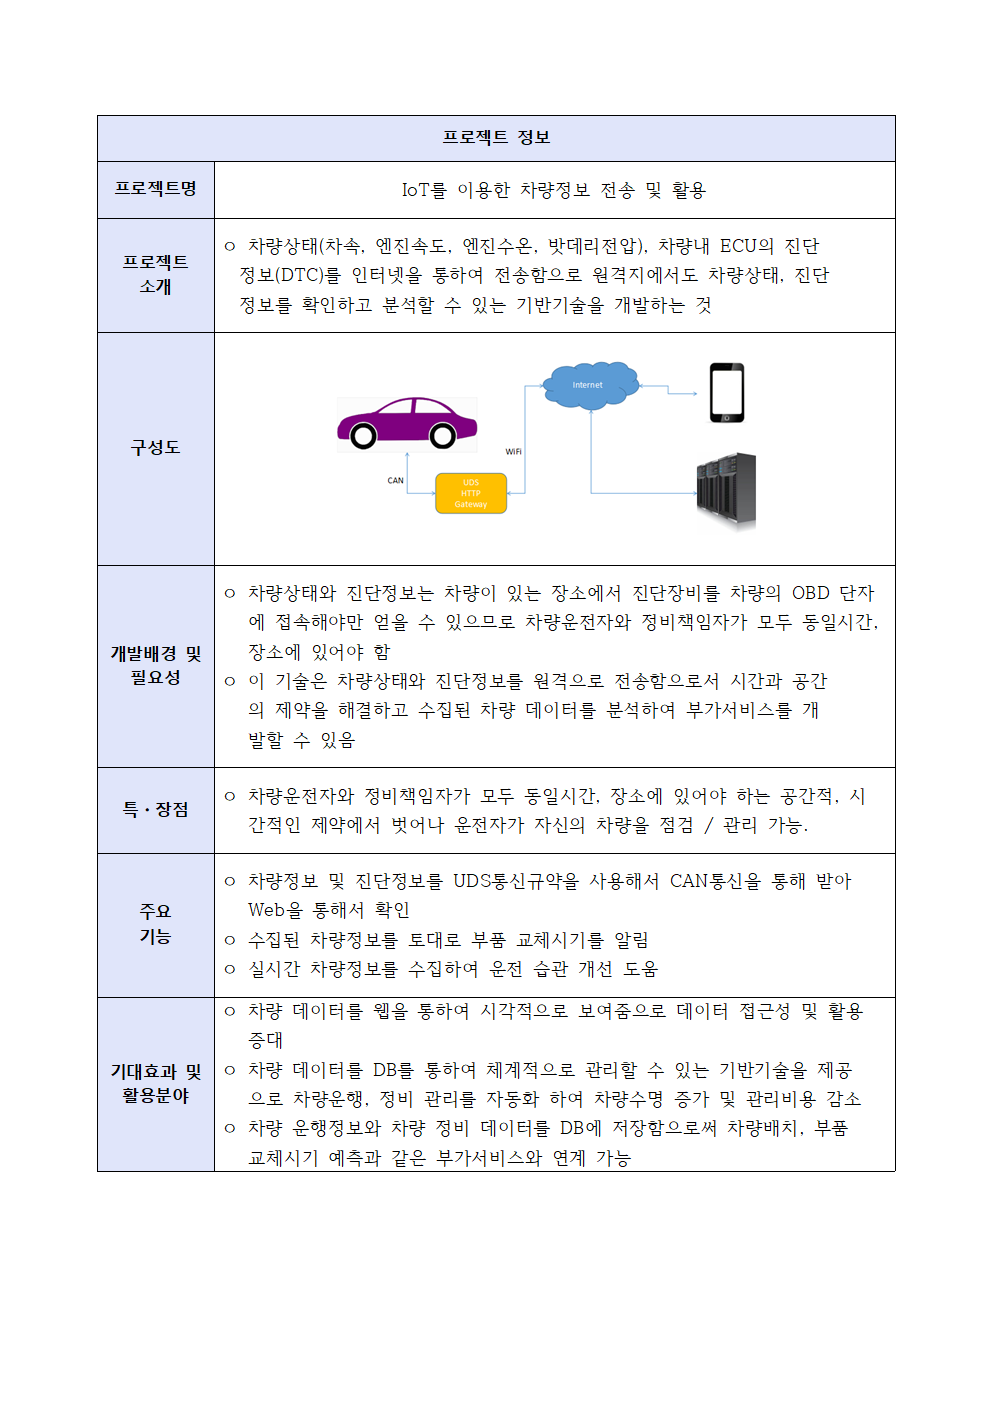 프로젝트 정보
프로젝트명
IoT를 이용한 차량정보 전송 및 활용
프로젝트
소개
ㅇ 차량상태(차속, 엔진속도, 엔진수온, 밧데리전압), 차량내 ECU의 진단
정보(DTC)를 인터넷을 통하여 전송함으로 원격지에서도 차량상태, 진단
정보를 확인하고 분석할 수 있는 기반기술을 개발하는 것
구성도
Internet
WiFi
CAN
UDS
HTTP
Gateway
개발배경 및
필요성
ㅇ 차량상태와 진단정보는 차량이 있는 장소에서 진단장비를 차량의 OBD 단자
에 접속해야만 얻을 수 있으므로 차량운전자와 정비책임자가 모두 동일시간,
장소에 있어야 함
ㅇ 이 기술은 차량상태와 진단정보를 원격으로 전송함으로서 시간과 공간
의 제약을 해결하고 수집된 차량 데이터를 분석하여 부가서비스를 개
발할 수 있음
특·장점
ㅇ 차량운전자와 정비책임자가 모두 동일시간, 장소에 있어야 하는 공간적, 시
간적인 제약에서 벗어나 운전자가 자신의 차량을 점검 / 관리 가능.
주요
기능
ㅇ 차량정보 및 진단정보를 UDS통신규약을 사용해서 CAN통신을 통해 받아
Web을 통해서 확인
ㅇ 수집된 차량정보를 토대로 부품 교체시기를 알림
ㅇ 실시간 차량정보를 수집하여 운전 습관 개선 도움
기대효과 및
활용분야
ㅇ 차량 데이터를 웹을 통하여 시각적으로 보여줌으로 데이터 접근성 및 활용
증대
ㅇ 차량 데이터를 DB를 통하여 체계적으로 관리할 수 있는 기반기술을 제공
으로 차량운행, 정비 관리를 자동화 하여 차량수명 증가 및 관리비용 감소
ㅇ 차량 운행정보와 차량 정비 데이터를 DB에 저장함으로써 차량배치, 부품
교체시기 예측과 같은 부가서비스와 연계 가능